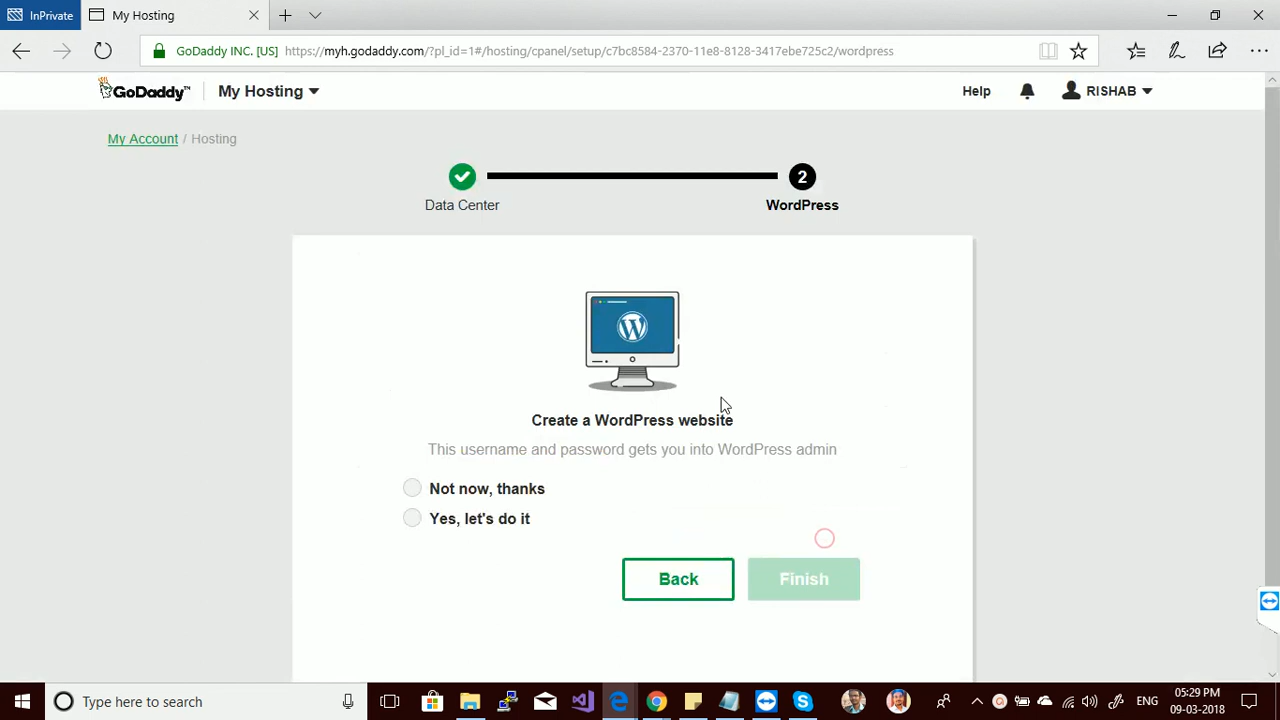 InPrivate
My Hosting
GoDaddy INC. [US] https://myh.godaddy.com/?pl_id=1#/hosting/cpanel/setup/c7bc8584-2370-11e8-8128-3417ebe725c2/wordpress
GoDaddy™ My Hosting Help RISHAB
My Account / Hosting
2
Data Center WordPress
W
Create a WordPress website
This username and password gets you into WordPress admin
Not now, thanks
Yes, let's do it
Back Finish
Type here to search
ENG
05:29 PM
09-03-2018